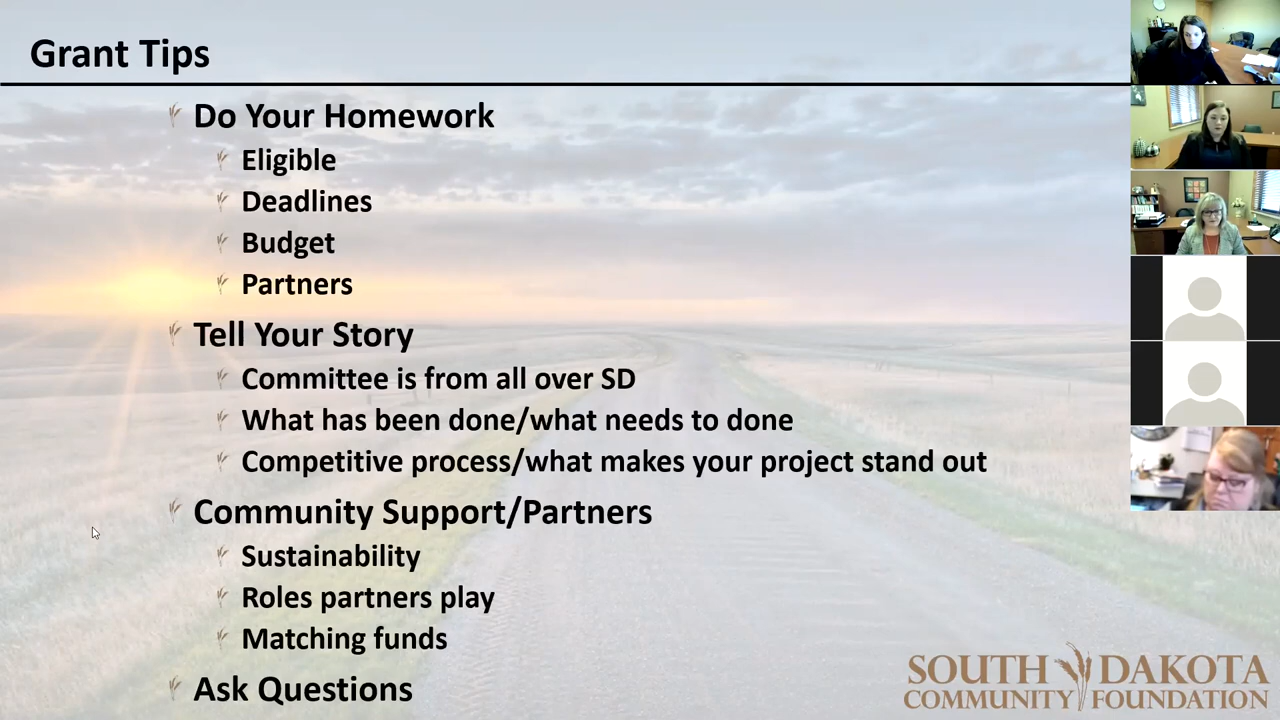 Grant Tips
Do Your Homework
Eligible
Deadlines
Budget
Partners
Tell Your Story
Committee is from all over SD
What has been done/what needs to done
Competitive process/what makes your project stand out
Community Support/Partners
Sustainability
Roles partners play
Matching funds
Ask Questions
SOUTH DAKOTA
COMMUNITY FOUNDATION